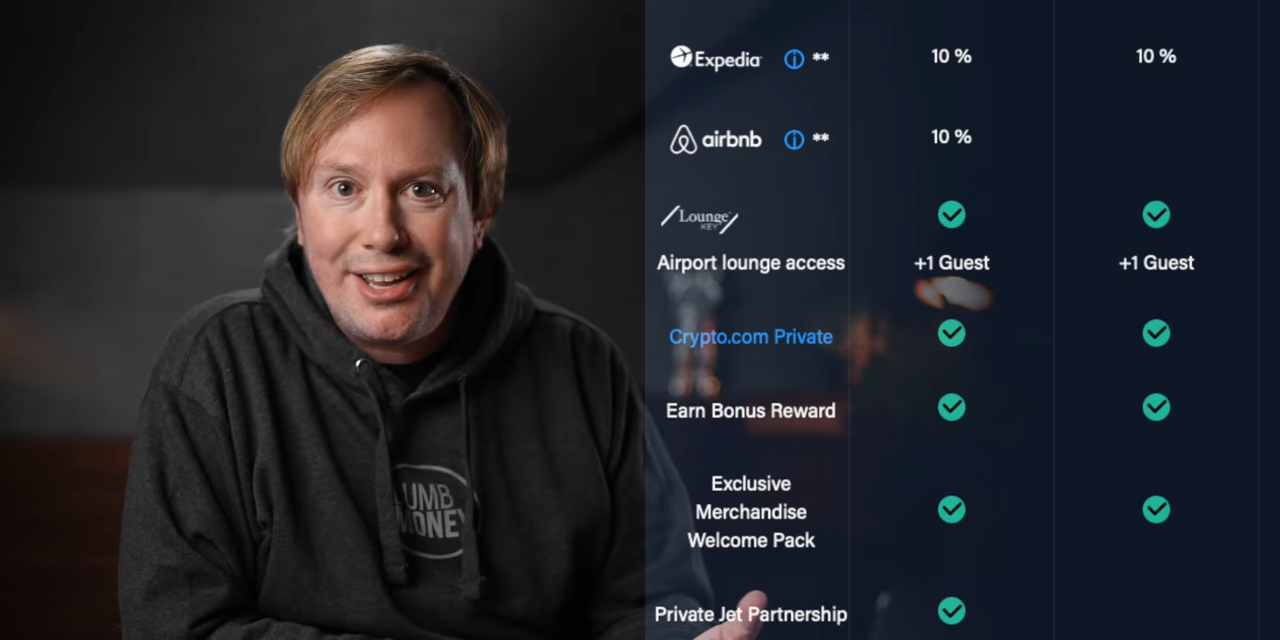 Expedia ⓘ ** 10 % 10 %
airbnb ⓘ ** 10 %
Lounge
KEY
Airport lounge access +1 Guest +1 Guest
Crypto.com Private
Earn Bonus Reward
Exclusive
Merchandise
Welcome Pack
Private Jet Partnership
UMB
MONEY